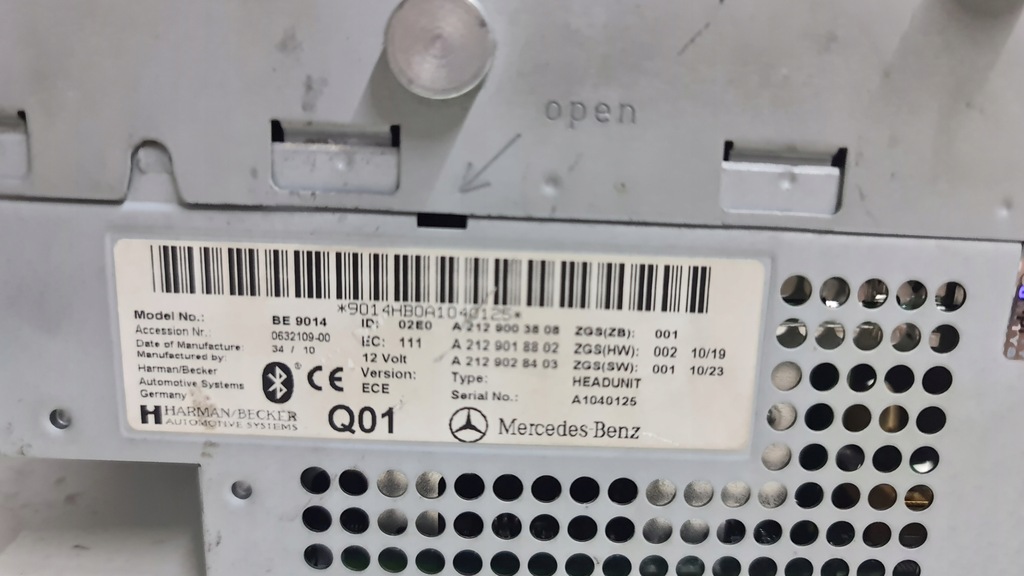 open
*9014HB0A1040125*
Model No.: BE 9014 ID: 02E0 A 212 900 38 08 ZGS(ZB): 001
Accession Nr.: 0632109-00 IEC: 111 A 212 901 88 02 ZGS(HW): 002 10/19
Date of Manufacture: 34 / 10 12 Volt A 212 902 84 03 ZGS(SW): 001 10/23
Manufactured by: Version: Type: HEADUNIT
Harman/Becker ECE Serial No.: A1040125
Automotive Systems
Germany
HARMAN/BECKER
AUTOMOTIVE SYSTEMS
CE
Q01
Mercedes-Benz